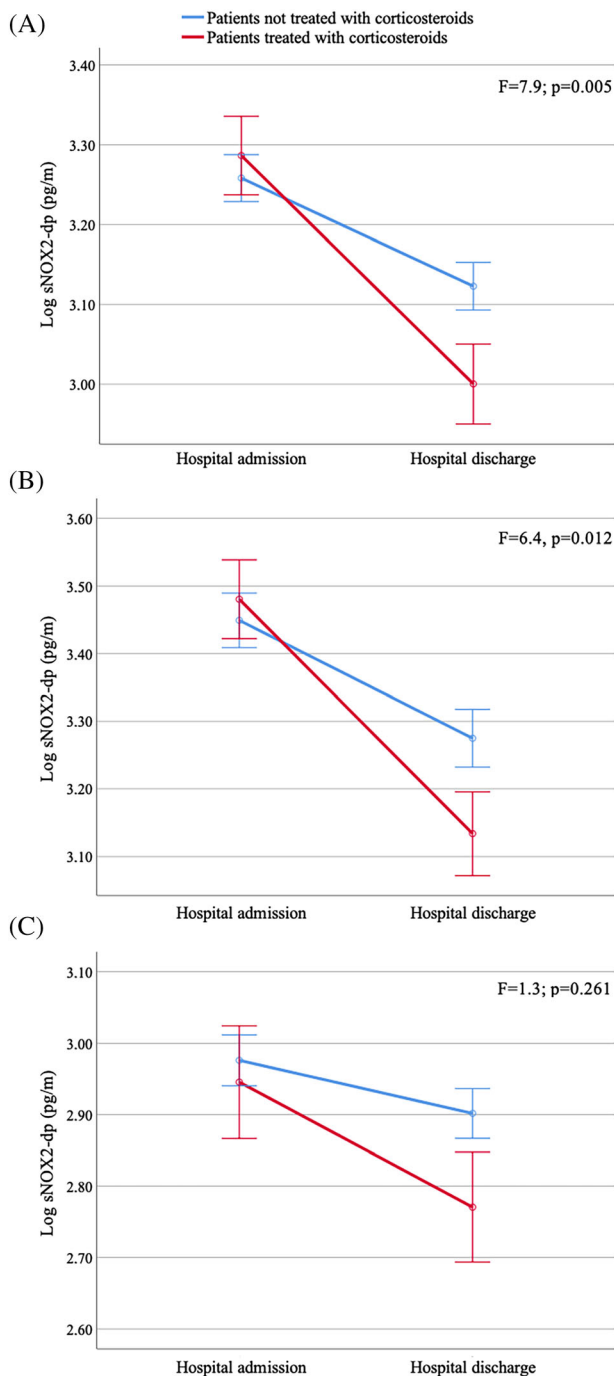 (A)
Patients not treated with corticosteroids
Patients treated with corticosteroids
3.40
F=7.9; p=0.005
3.30
3.20
3.10
3.00
Log sNOX2-dp (pg/m)
Hospital admission Hospital discharge
(B)
3.60
F=6.4, p=0.012
3.50
3.40
3.30
3.20
3.10
Log sNOX2-dp (pg/m)
Hospital admission Hospital discharge
(C)
3.10
F=1.3; p=0.261
3.00
2.90
2.80
2.70
2.60
Log sNOX2-dp (pg/m)
Hospital admission Hospital discharge